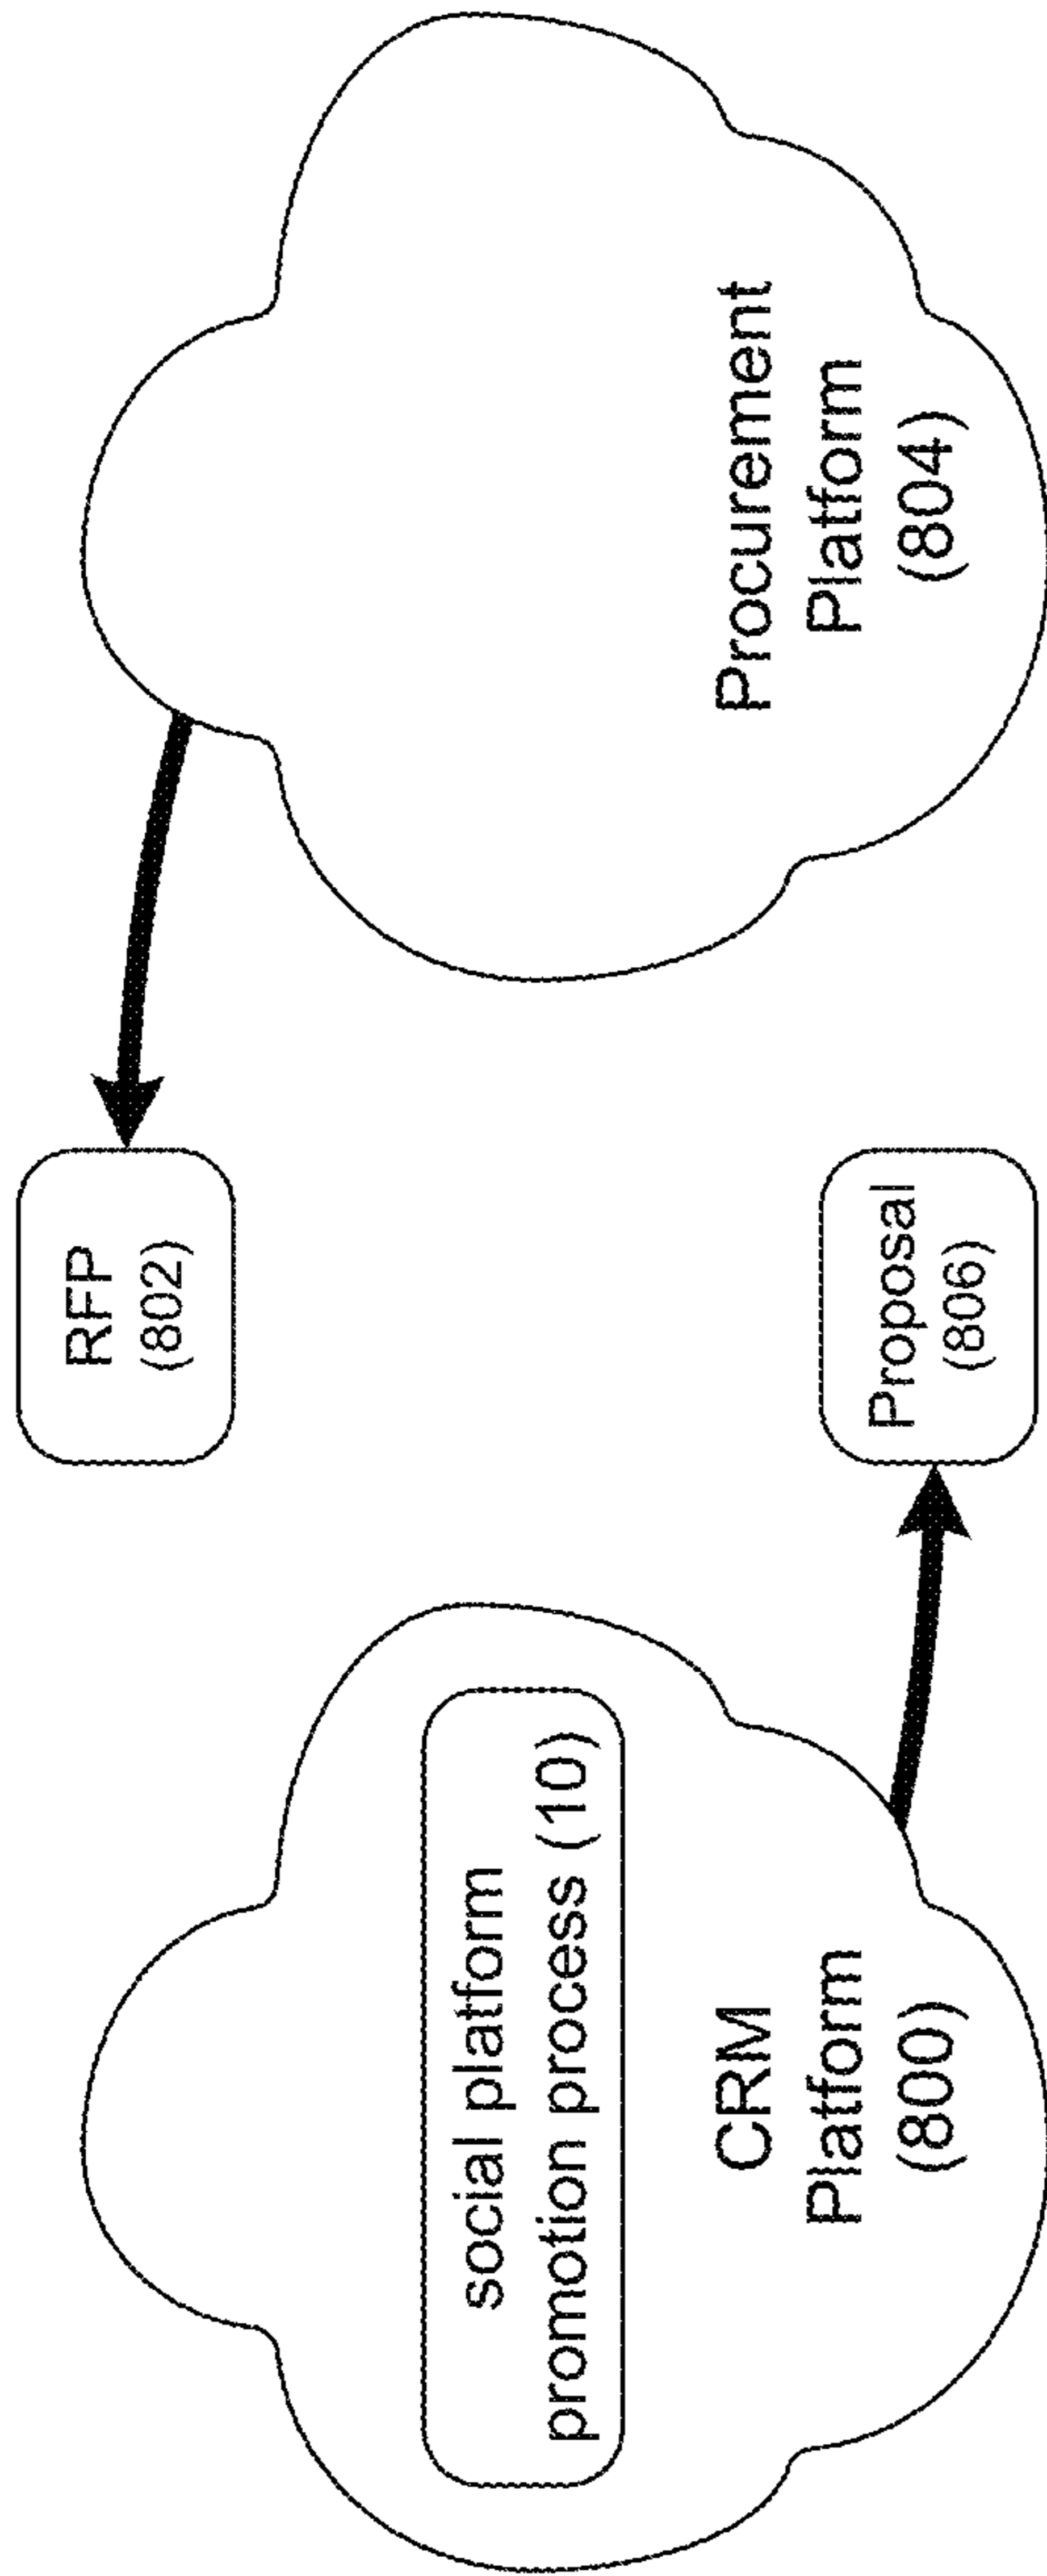 RFP
(802)
social platform
promotion process (10)
CRM
Platform
(800)
Proposal
(806)
Procurement
Platform
(804)